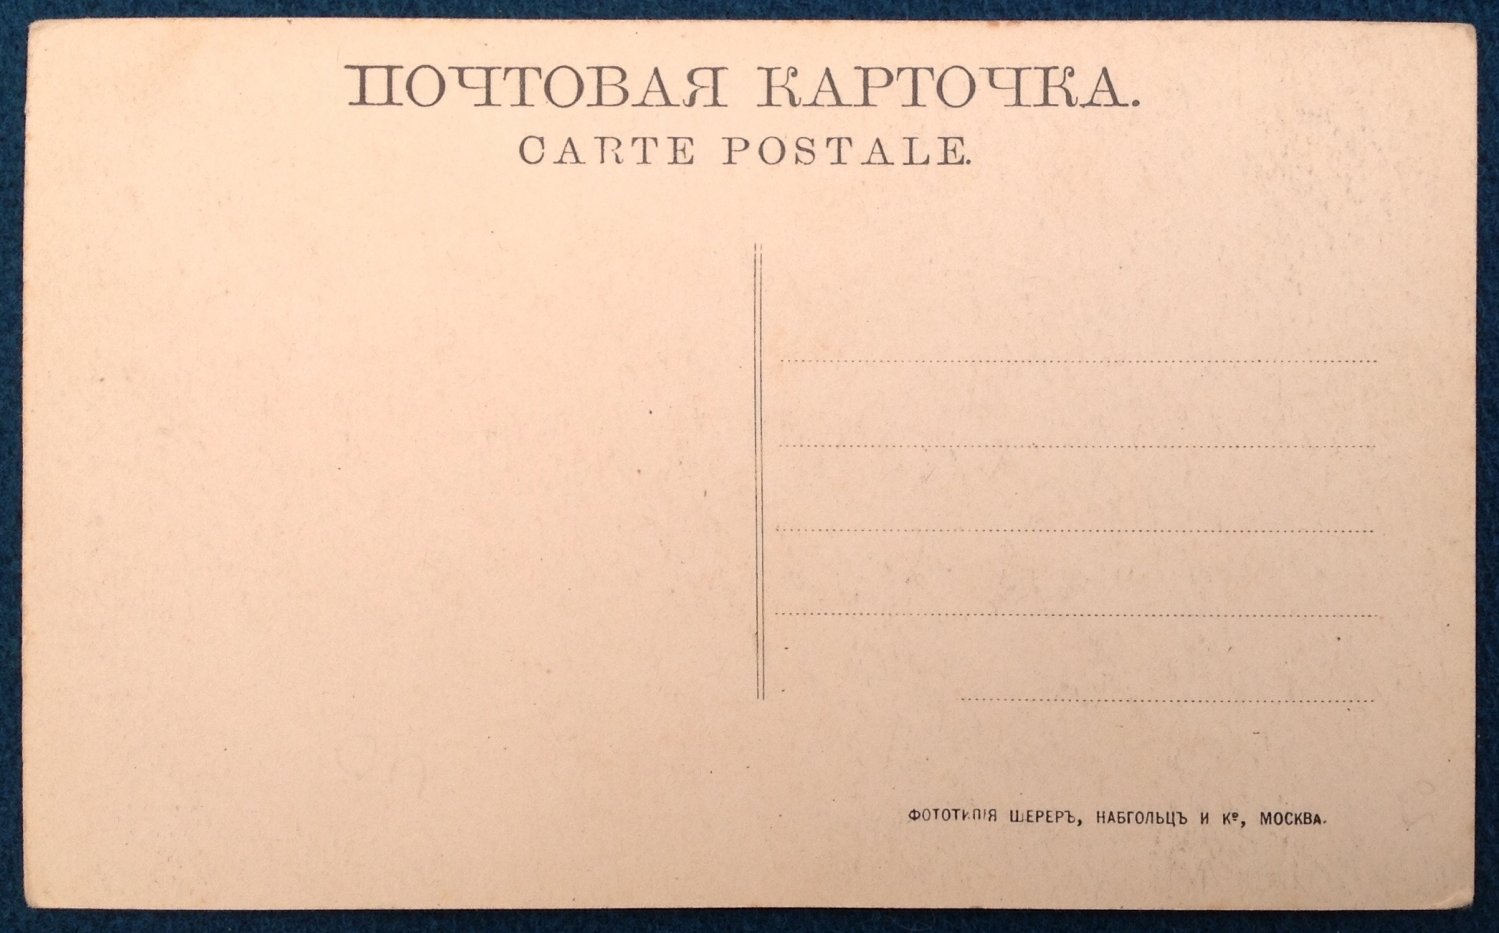 ПОЧТОВАЯ КАРТОЧКА.
CARTE POSTALE.
ФОТОТИПІЯ ШЕРЕРЪ, НАБГОЛЬЦЪ И Кº, МОСКВА.